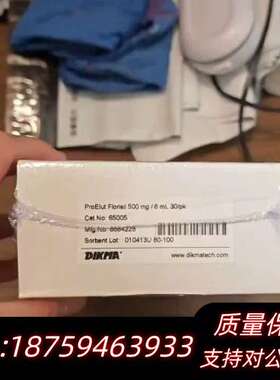 ProElut Florisil 500 mg / 6 mL 30/pk
Cat No: 65005
Mfg No: 8684228
Sorbent Lot : 010413U 60-100
DIKMA
www.dikmatech.com
质量保
:18759463933
支持对公